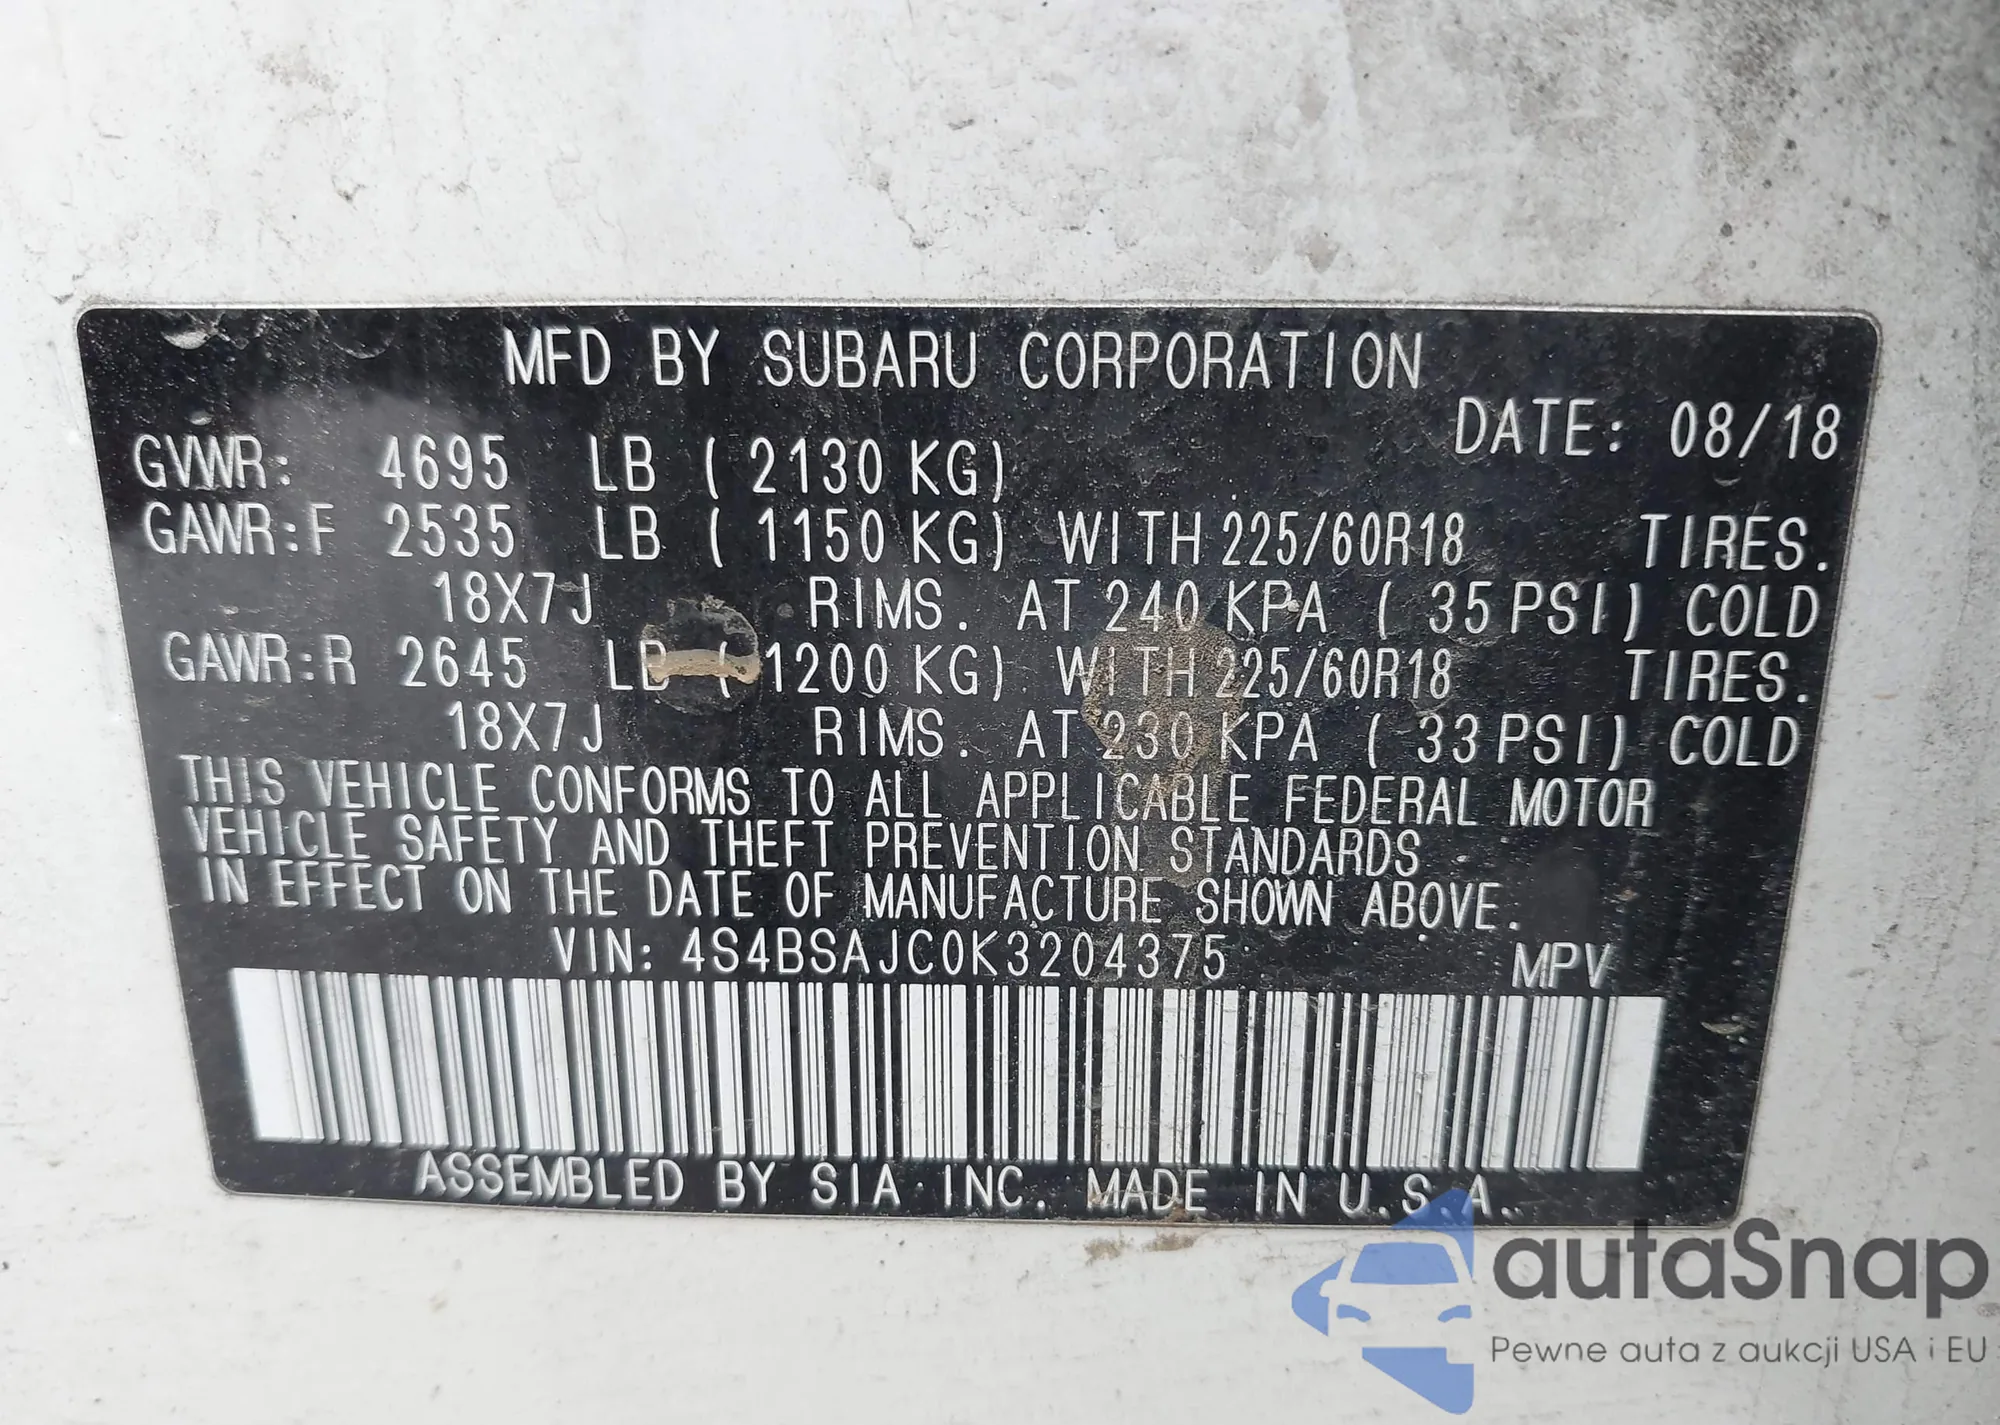 MFD BY SUBARU CORPORATION
DATE: 08/18
GVWR: 4695 LB ( 2130 KG)
GAWR:F 2535 LB ( 1150 KG) WITH 225/60R18 TIRES.
18X7J RIMS. AT 240 KPA ( 35 PSI) COLD
GAWR:R 2645 LB ( 1200 KG) WITH 225/60R18 TIRES.
18X7J RIMS. AT 230 KPA ( 33 PSI) COLD
THIS VEHICLE CONFORMS TO ALL APPLICABLE FEDERAL MOTOR
VEHICLE SAFETY AND THEFT PREVENTION STANDARDS
IN EFFECT ON THE DATE OF MANUFACTURE SHOWN ABOVE.
VIN: 4S4BSAJC0K3204375 MPV
ASSEMBLED BY SIA INC. MADE IN U.S.A.
autaSnap
Pewne auta z aukcji USA i EU